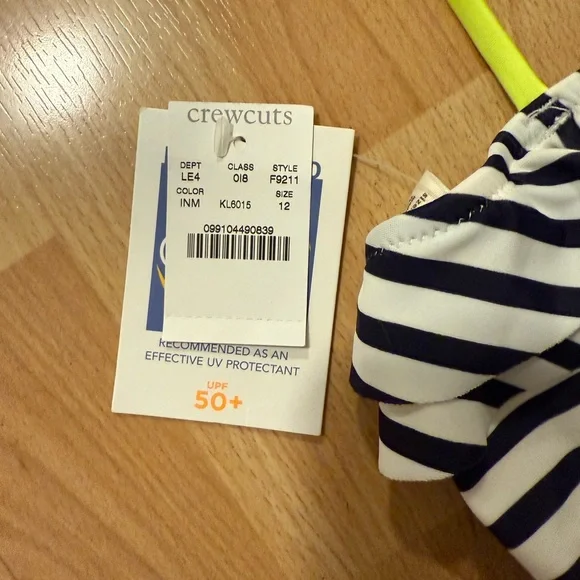 crewcuts
DEPT CLASS STYLE
LE4 018 F9211
COLOR SIZE
INM KL6015 12
099104490839
RECOMMENDED AS AN
EFFECTIVE UV PROTECTANT
UPF
50+